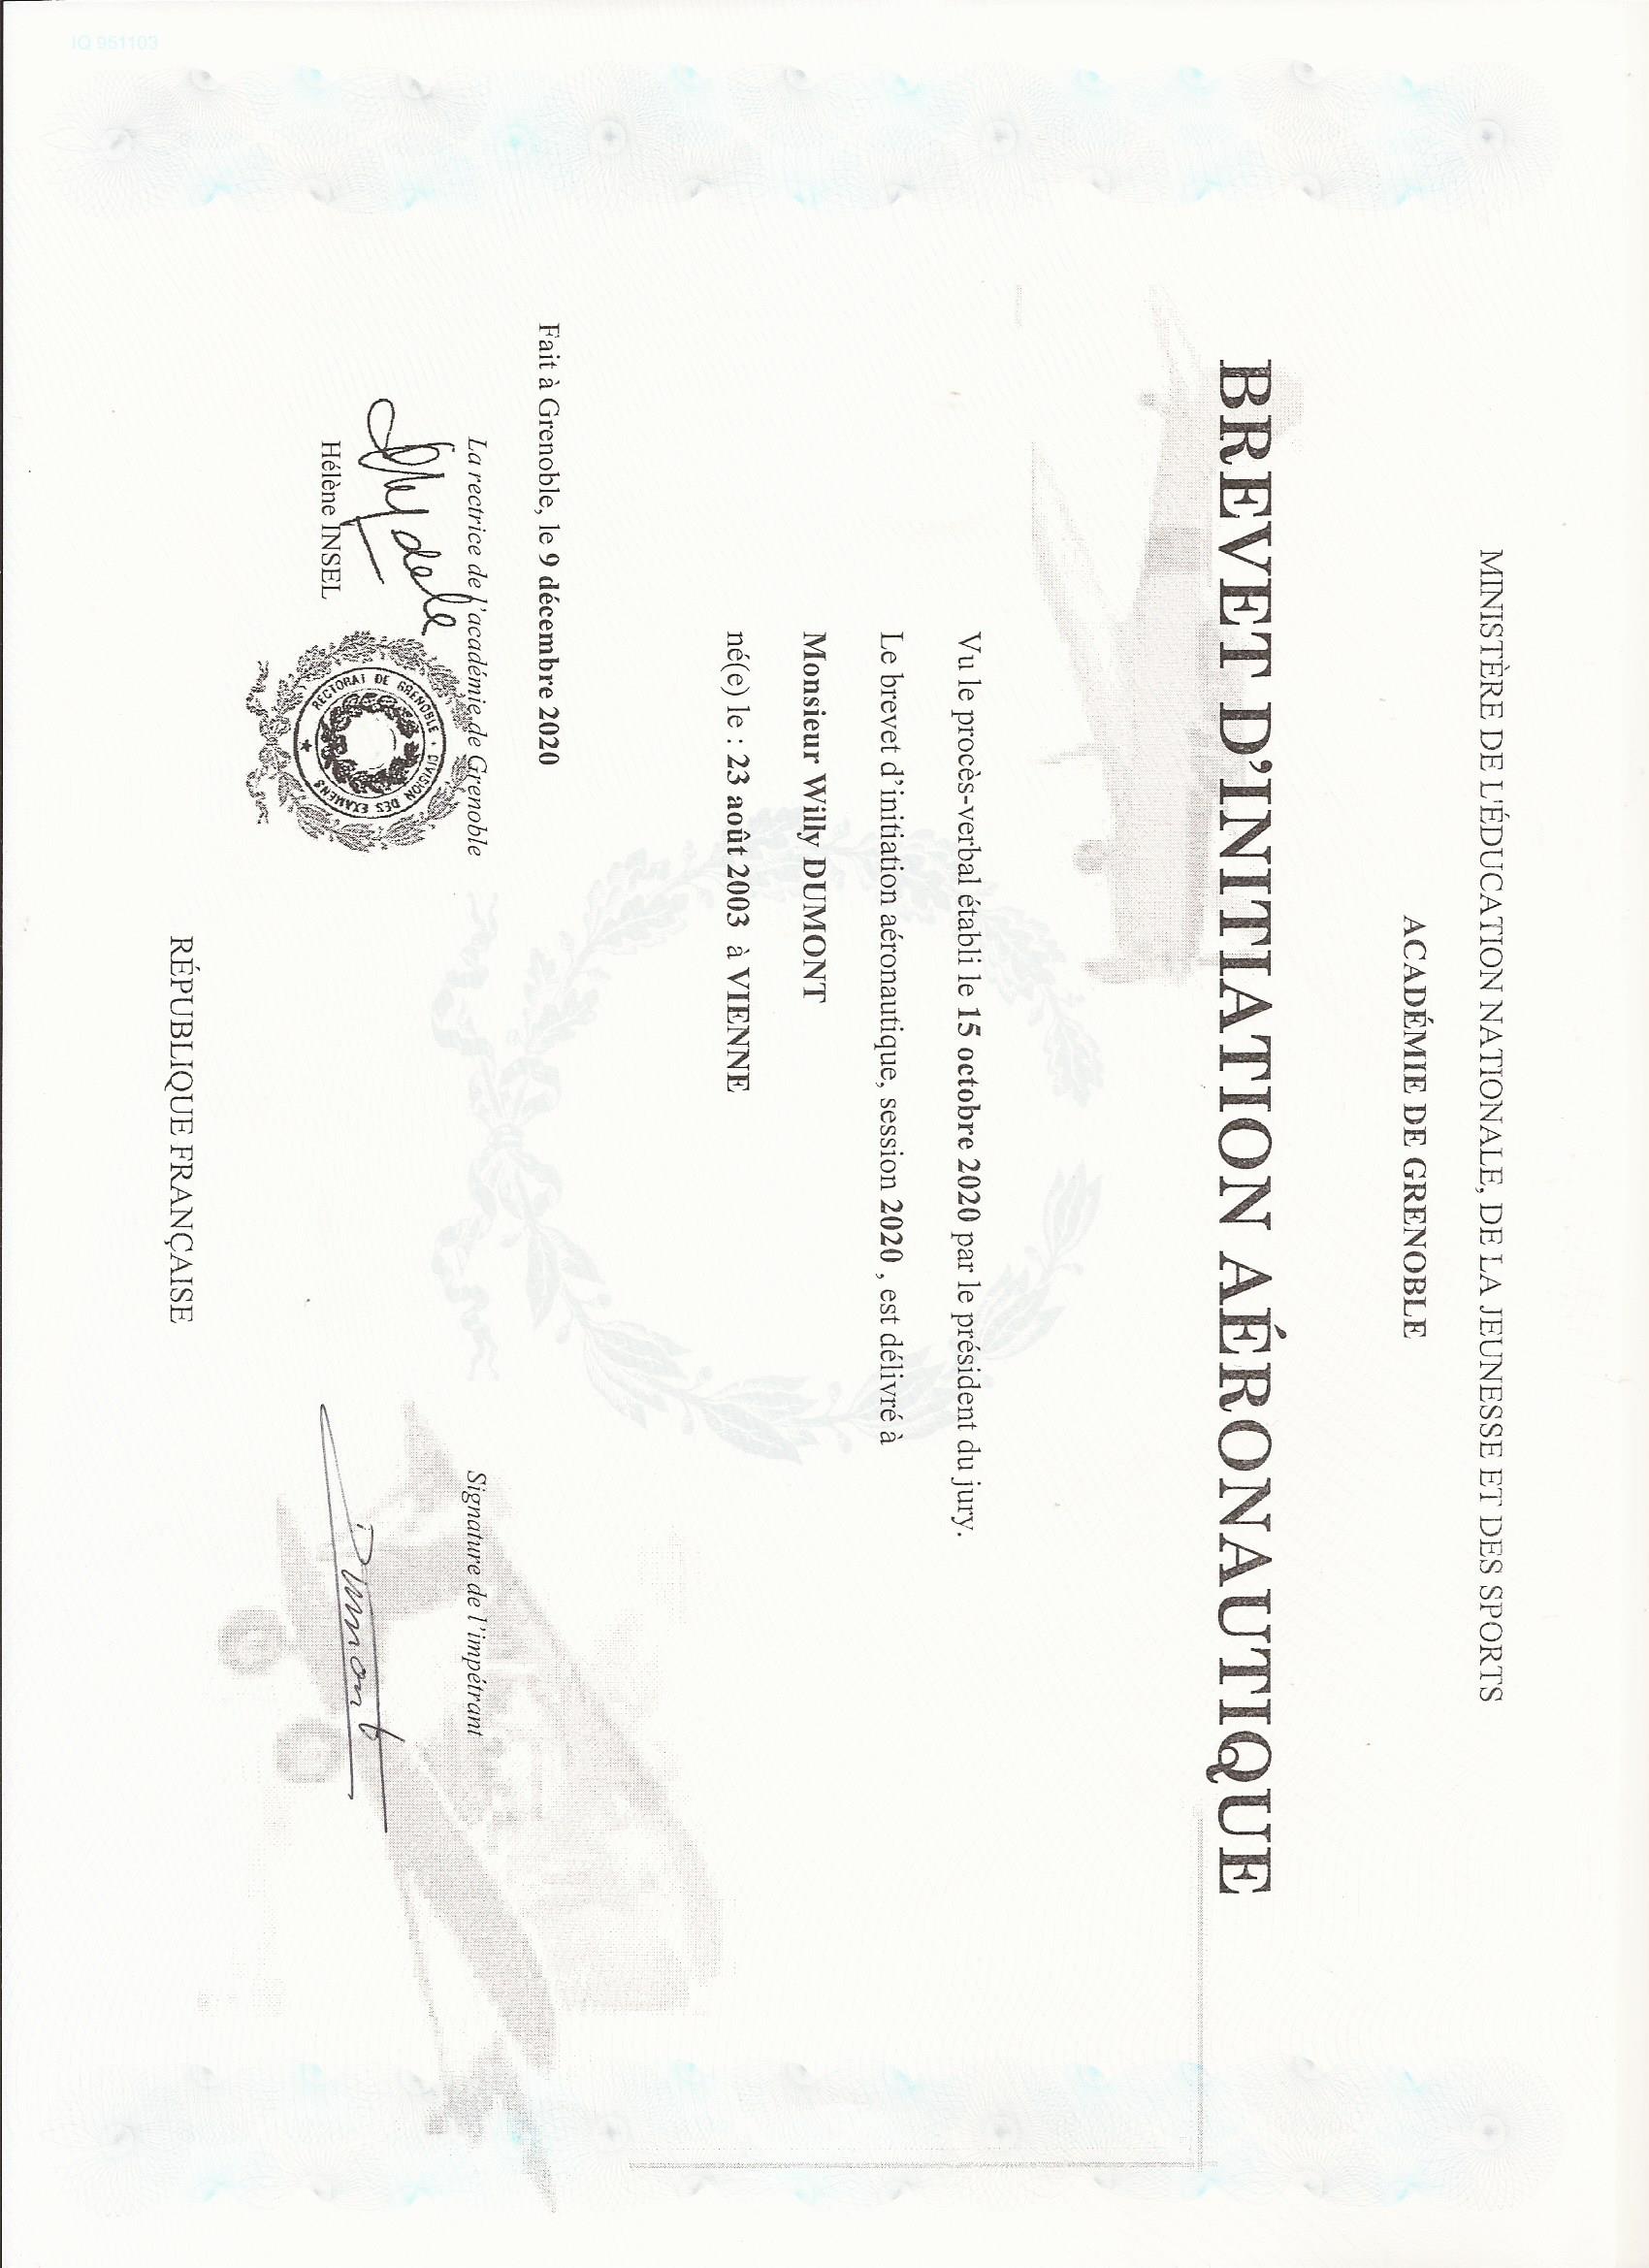 MINISTÈRE DE L'ÉDUCATION NATIONALE, DE LA JEUNESSE ET DES SPORTS
ACADÉMIE DE GRENOBLE
BREVET D’INITIATION AÉRONAUTIQUE
Vu le procès-verbal établi le 15 octobre 2020 par le président du jury.
Le brevet d’initiation aéronautique, session 2020 , est délivré à
Monsieur Willy DUMONT
né(e) le : 23 août 2003 à VIENNE
Fait à Grenoble, le 9 décembre 2020
La rectrice de l’académie de Grenoble
Signature de l’impétrant
RECTORAT DE GRENOBLE • DIVISION DES EXAMENS
Dumont
Hélène INSEL
RÉPUBLIQUE FRANÇAISE
IQ 951103